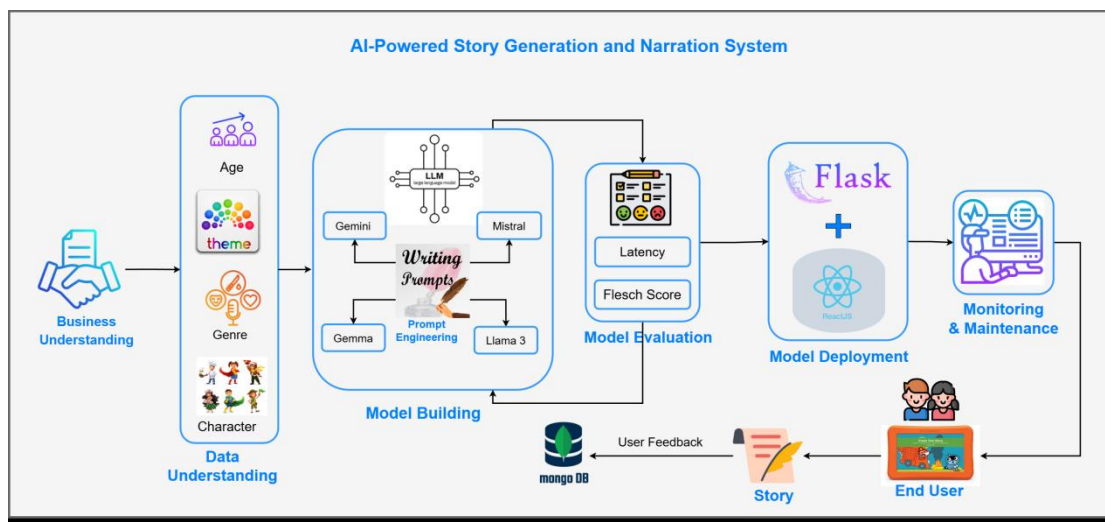 AI-Powered Story Generation and Narration System
Business
Understanding
Age
theme
Genre
Character
Data
Understanding
LLM
large language model
Gemini
Mistral
Writing
Prompts
Prompt
Engineering
Gemma
Llama 3
Model Building
Latency
Flesch Score
Model Evaluation
Flask
+
ReactJS
Model Deployment
Monitoring
& Maintenance
mongo DB
User Feedback
Story
End User